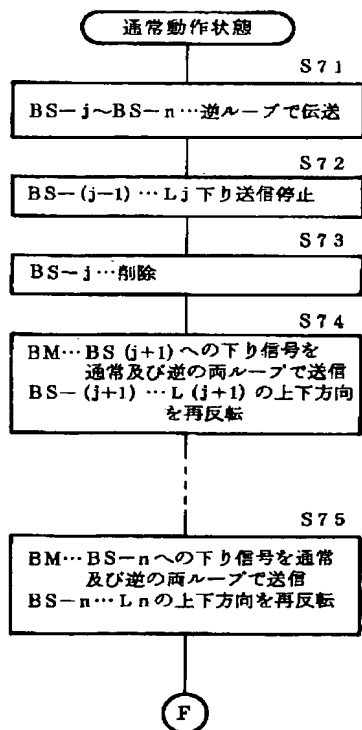 通常動作状態
S71
BS-j~BS-n…逆ループで伝送
S72
BS-(j-1)…Lj下り送信停止
S73
BS-j…削除
S74
BM…BS(j+1)への下り信号を
通常及び逆の両ループで送信
BS-(j+1)…L(j+1)の上下方向
を再反転
S75
BM…BS-nへの下り信号を通常
及び逆の両ループで送信
BS-n…Lnの上下方向を再反転
F